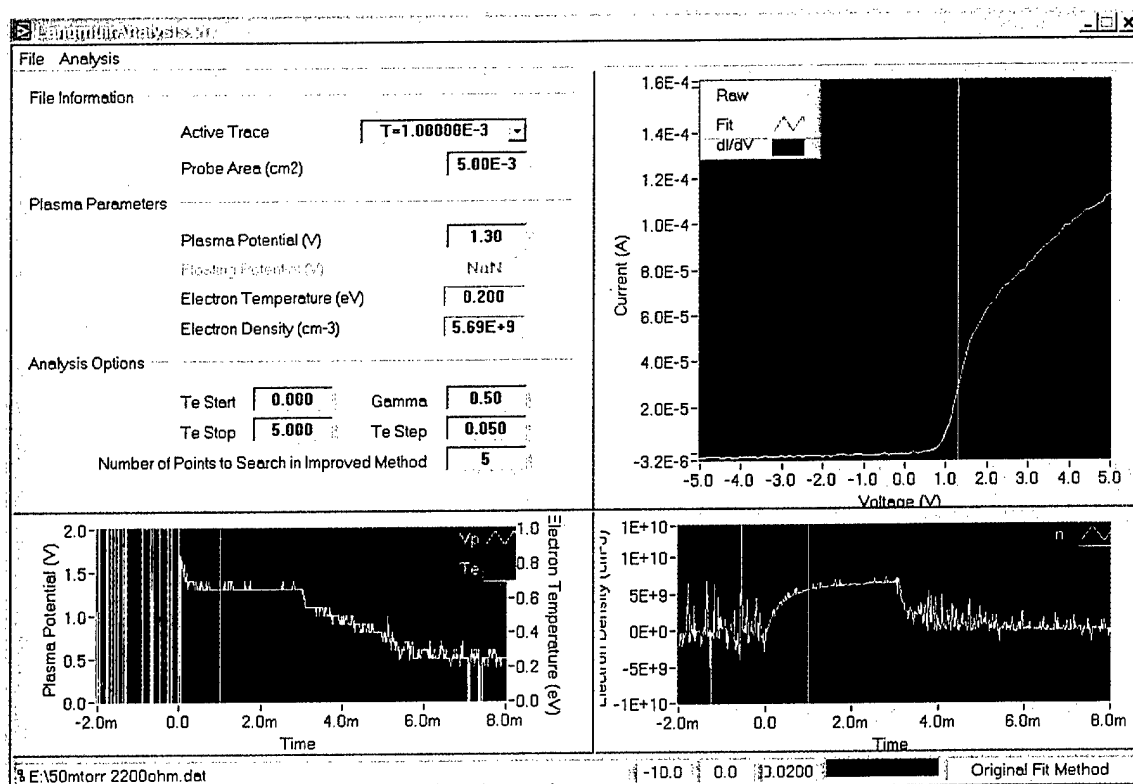 LangmuirAnalysis.vi
File Analysis
File Information
Active Trace T=1.00000E-3
Probe Area (cm2) 5.00E-3
Plasma Parameters
Plasma Potential (V) 1.30
Floating Potential (V) NaN
Electron Temperature (eV) 0.200
Electron Density (cm-3) 5.69E+9
Analysis Options
Te Start 0.000 Gamma 0.50
Te Stop 5.000 Te Step 0.050
Number of Points to Search in Improved Method 5
Raw
Fit
dI/dV
Current (A)
1.6E-4
1.4E-4
1.2E-4
1.0E-4
8.0E-5
6.0E-5
4.0E-5
2.0E-5
-3.2E-6
-5.0 -4.0 -3.0 -2.0 -1.0 0.0 1.0 2.0 3.0 4.0 5.0
Voltage (V)
Plasma Potential (V)
2.0
1.5
1.0
0.5
0.0
Vp
Te
Electron Temperature (eV)
1.0
0.8
0.6
0.4
0.2
0.0
-2.0m 0.0 2.0m 4.0m 6.0m 8.0m
Time
Electron Density (cm-3)
1E+10
1E+10
5E+9
0E+0
-5E+9
-1E+10
n
-2.0m 0.0 2.0m 4.0m 6.0m 8.0m
Time
E:\50mtorr 2200ohm.dat
-10.0 0.0 0.0200 Original Fit Method